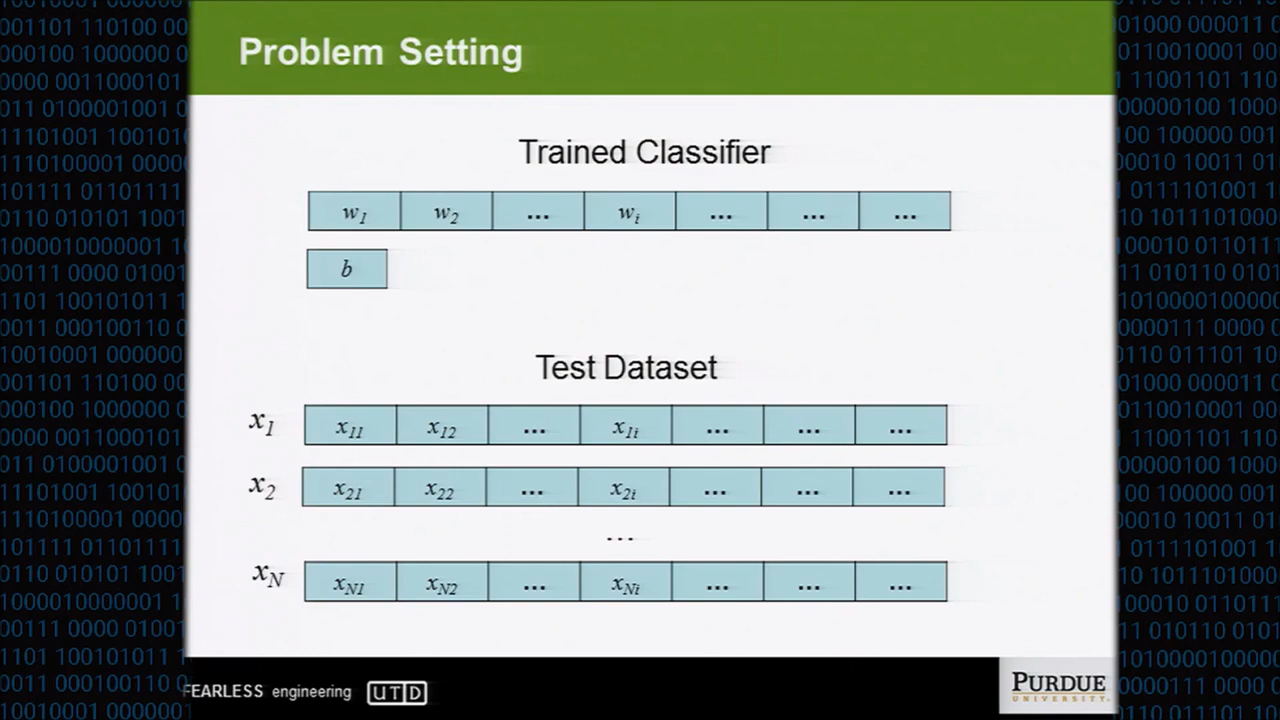 Problem Setting
Trained Classifier
w1 w2 ... wi ... ... ...
b
Test Dataset
x1 x11 x12 ... x1i ... ... ...
x2 x21 x22 ... x2i ... ... ...
...
xN xN1 xN2 ... xNi ... ... ...
FEARLESS engineering UTD
PURDUE
UNIVERSITY